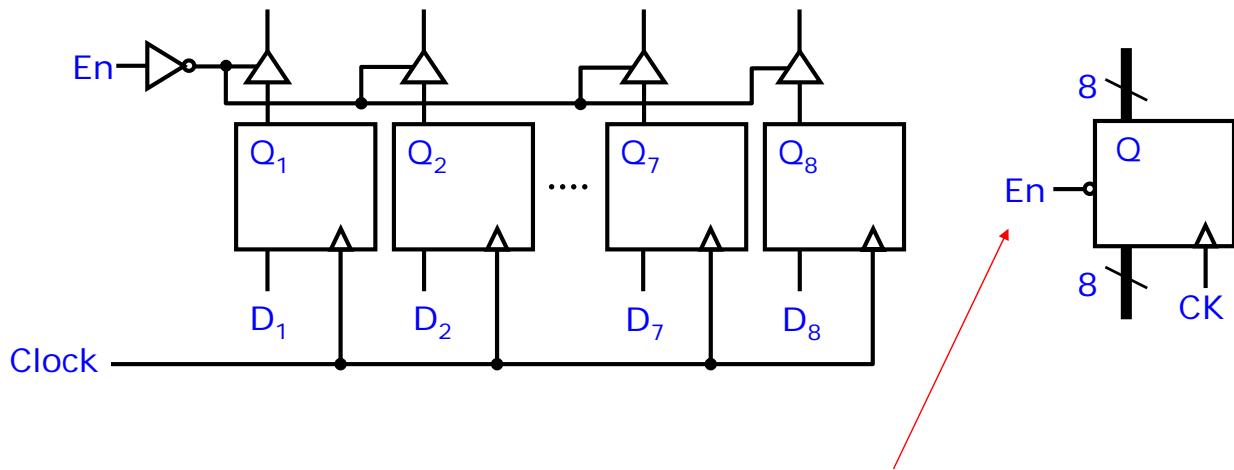 En
Q1 Q2 .... Q7 Q8
D1 D2 D7 D8
Clock
8
Q
En
8
CK